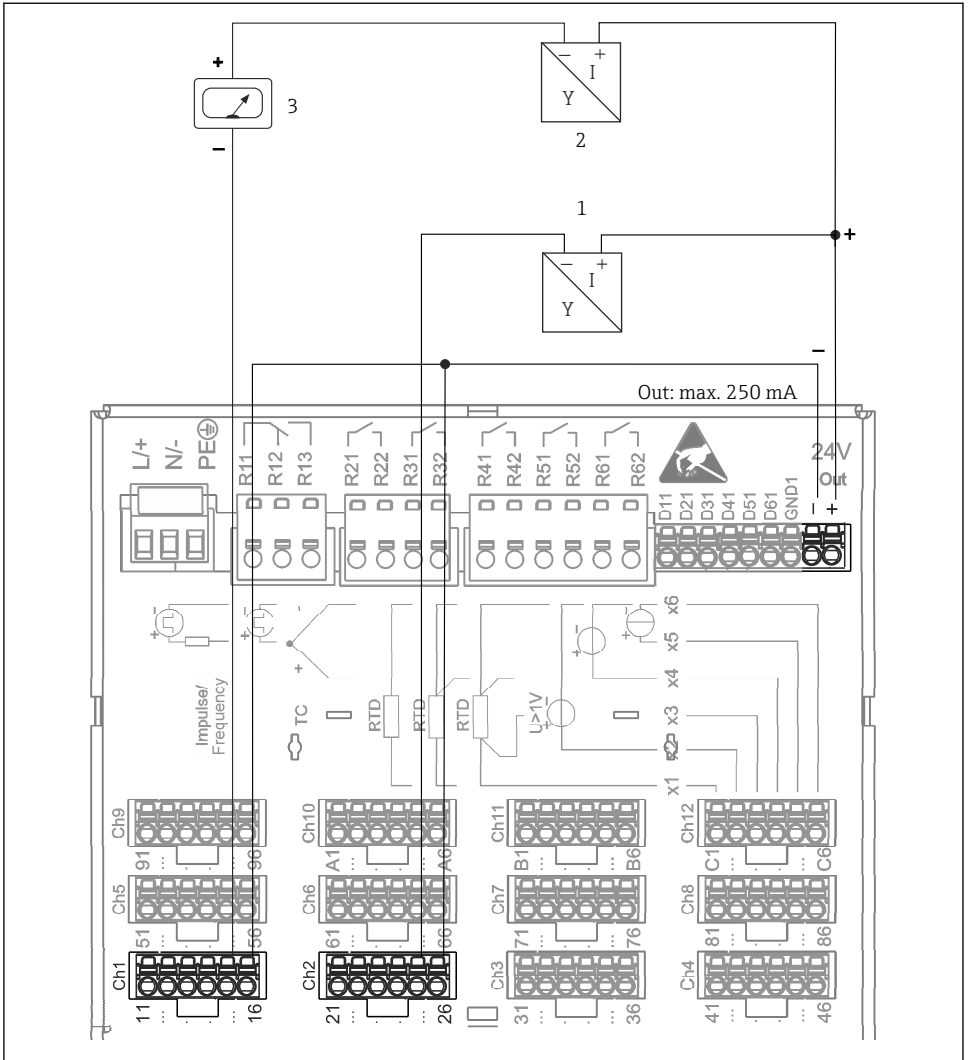 − +
I
Y
2
+
3
−
1
− +
I
Y
+
−
Out: max. 250 mA
L/+
N/-
PE
R11
R12
R13
R21
R22
R31
R32
R41
R42
R51
R52
R61
R62
D11
D21
D31
D41
D51
D61
GND1
24V
Out
− +
Impulse/
Frequency
TC
RTD
RTD
RTD
U>1V
x6
x5
x4
x3
x2
x1
Ch9
91 ... . ... 96
Ch10
A1 ... . ... A6
Ch11
B1 ... . ... B6
Ch12
C1 ... . ... C6
Ch5
51 ... . ... 56
Ch6
61 ... . ... 66
Ch7
71 ... . ... 76
Ch8
81 ... . ... 86
Ch1
11 ... . ... 16
Ch2
21 ... . ... 26
Ch3
31 ... . ... 36
Ch4
41 ... . ... 46